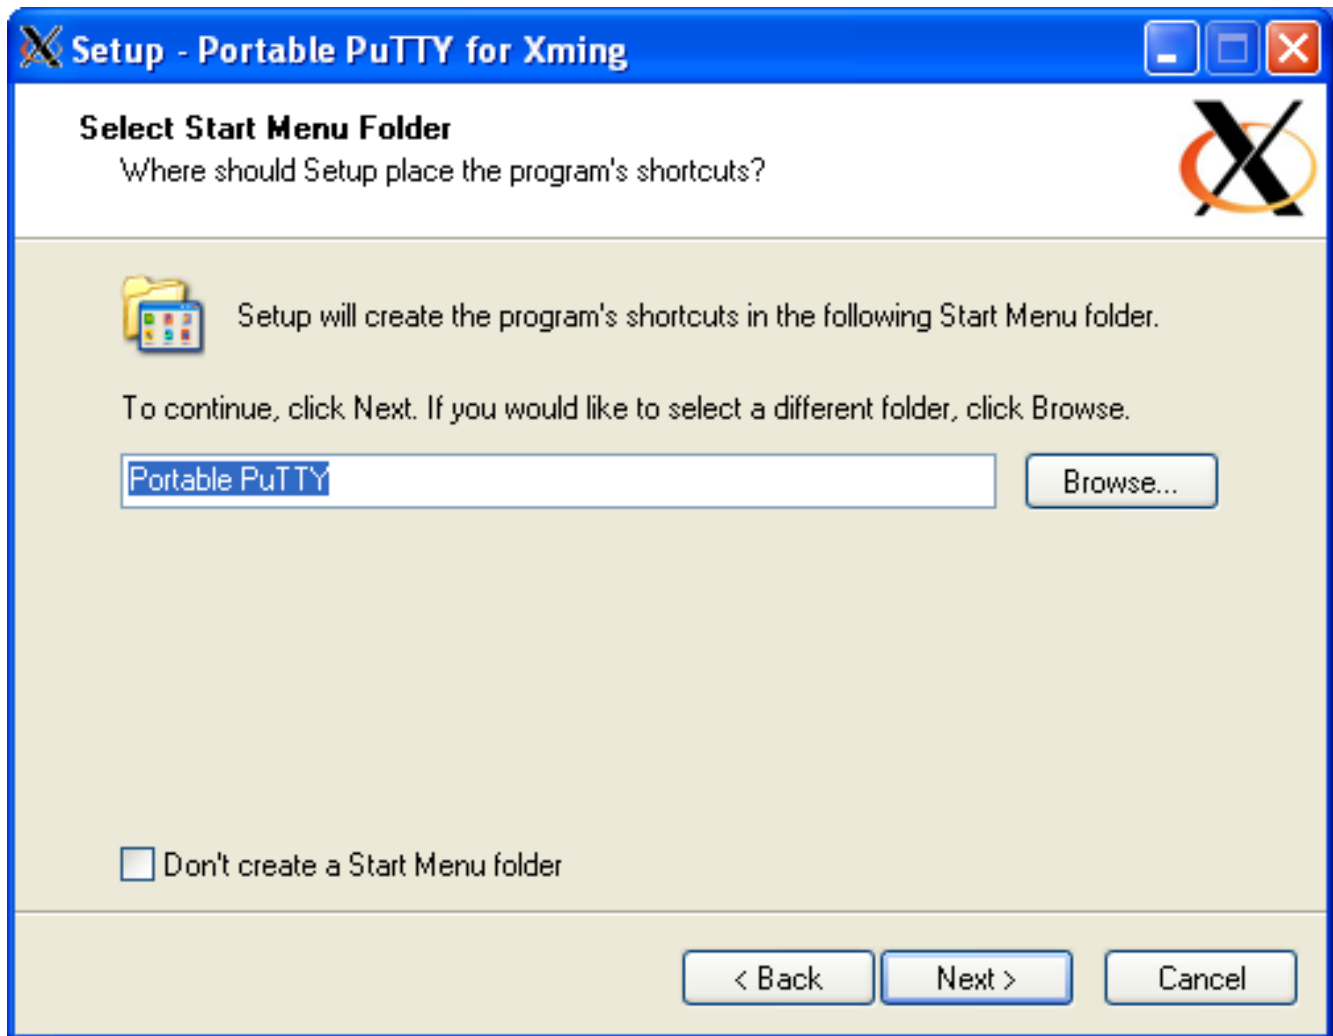 Setup - Portable PuTTY for Xming
Select Start Menu Folder
Where should Setup place the program's shortcuts?
Setup will create the program's shortcuts in the following Start Menu folder.
To continue, click Next. If you would like to select a different folder, click Browse.
Portable PuTTY
Browse...
Don't create a Start Menu folder
< Back
Next >
Cancel